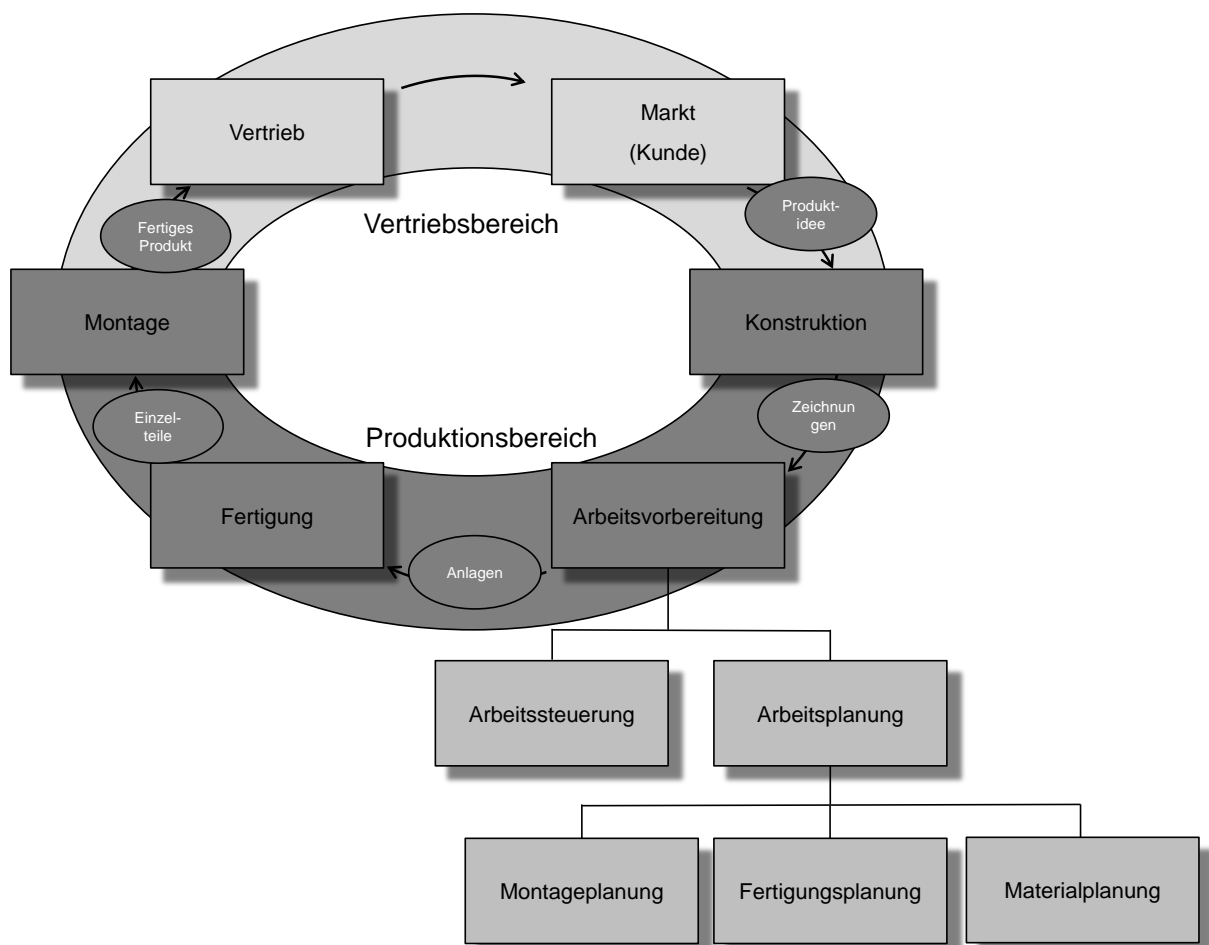 Vertrieb
Markt
(Kunde)
Produkt-
idee
Vertriebsbereich
Fertiges
Produkt
Montage
Konstruktion
Einzel-
teile
Zeichnun
gen
Produktionsbereich
Fertigung
Arbeitsvorbereitung
Anlagen
Arbeitssteuerung
Arbeitsplanung
Montageplanung
Fertigungsplanung
Materialplanung